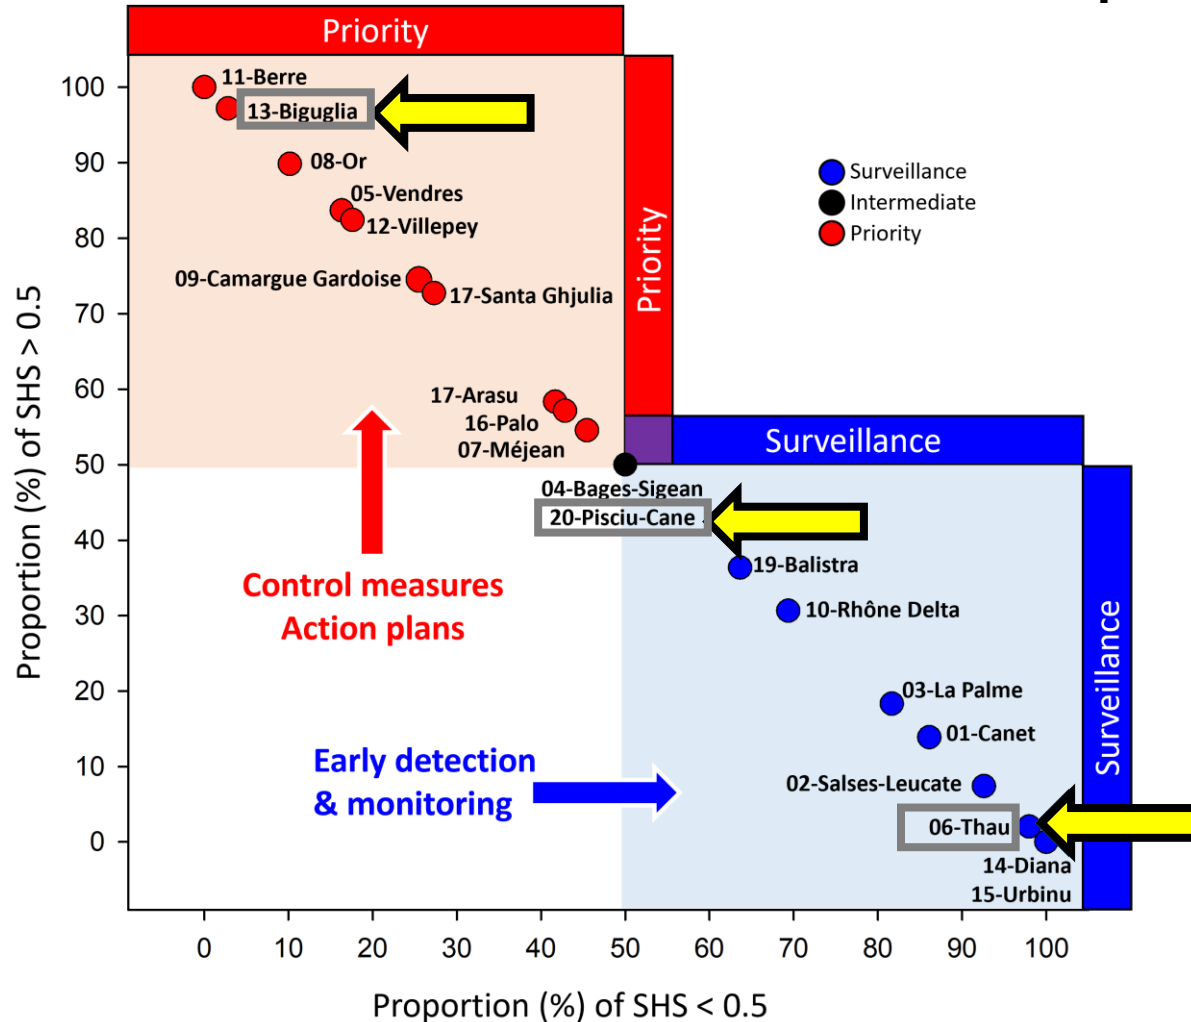 Priority
100
11-Berre
13-Biguglia
90
08-Or
05-Vendres
Surveillance
80
12-Villepey
Intermediate
Priority
Priority
09-Camargue Gardoise
70
17-Santa Ghjulia
60
17-Arasu
16-Palo
07-Méjean
Surveillance
50
04-Bages-Sigean
20-Pisciu-Cane
40
19-Balistra
Control measures
Action plans
30
10-Rhône Delta
20
03-La Palme
01-Canet
Surveillance
10
Early detection
& monitoring
02-Salses-Leucate
0
06-Thau
14-Diana
15-Urbinu
0 10 20 30 40 50 60 70 80 90 100
Proportion (%) of SHS > 0.5
Proportion (%) of SHS < 0.5